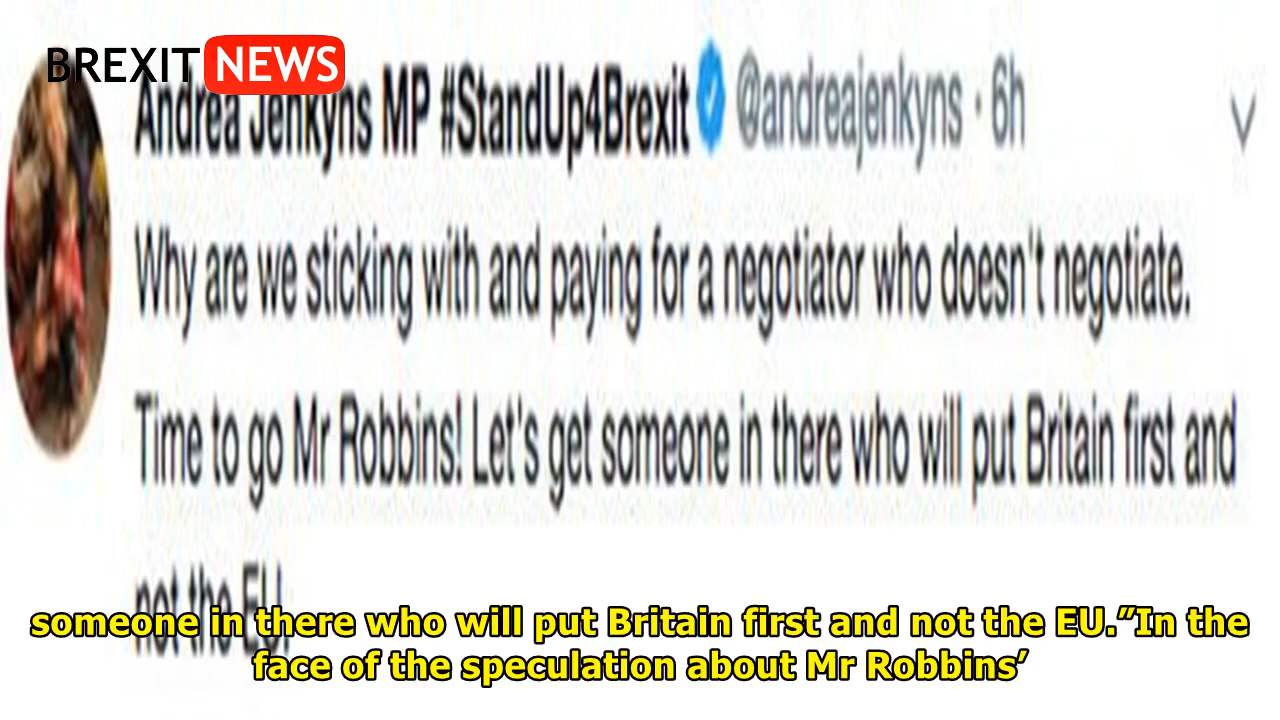 BREXIT NEWS
Andrea Jenkyns MP #StandUp4Brexit @andreajenkyns · 6h
Why are we sticking with and paying for a negotiator who doesn't negotiate.
Time to go Mr Robbins! Let's get someone in there who will put Britain first and
not the EU.
someone in there who will put Britain first and not the EU.”In the
face of the speculation about Mr Robbins’